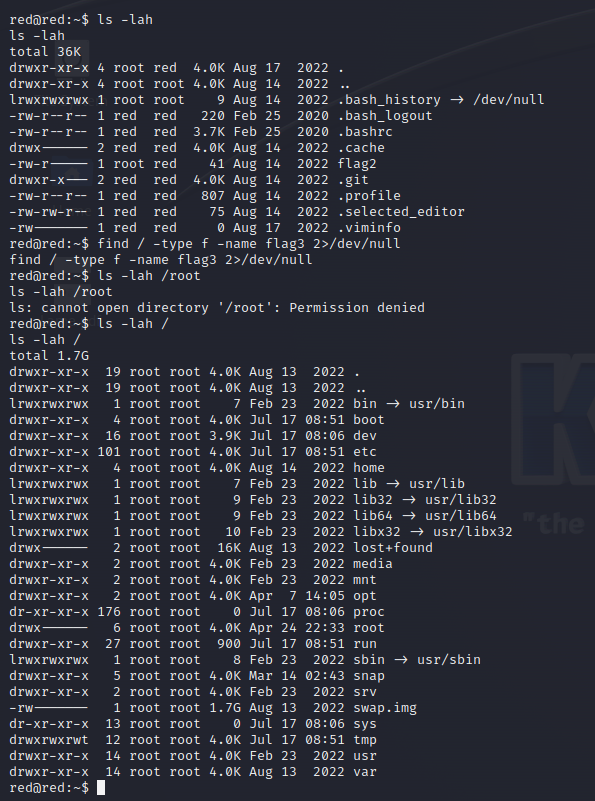 red@red:~$ ls -lah
ls -lah
total 36K
drwxr-xr-x 4 root red  4.0K Aug 17  2022 .
drwxr-xr-x 4 root root 4.0K Aug 14  2022 ..
lrwxrwxrwx 1 root root    9 Aug 14  2022 .bash_history → /dev/null
-rw-r--r-- 1 red  red   220 Feb 25  2020 .bash_logout
-rw-r--r-- 1 red  red  3.7K Feb 25  2020 .bashrc
drwx------ 2 red  red  4.0K Aug 14  2022 .cache
-rw-r----- 1 root red    41 Aug 14  2022 flag2
drwxr-x--- 2 red  red  4.0K Aug 14  2022 .git
-rw-r--r-- 1 red  red   807 Aug 14  2022 .profile
-rw-rw-r-- 1 red  red    75 Aug 14  2022 .selected_editor
-rw------- 1 red  red     0 Aug 17  2022 .viminfo
red@red:~$ find / -type f -name flag3 2>/dev/null
find / -type f -name flag3 2>/dev/null
red@red:~$ ls -lah /root
ls -lah /root
ls: cannot open directory '/root': Permission denied
red@red:~$ ls -lah /
ls -lah /
total 1.7G
drwxr-xr-x  19 root root 4.0K Aug 13  2022 .
drwxr-xr-x  19 root root 4.0K Aug 13  2022 ..
lrwxrwxrwx   1 root root    7 Feb 23  2022 bin → usr/bin
drwxr-xr-x   4 root root 4.0K Jul 17 08:51 boot
drwxr-xr-x  16 root root 3.9K Jul 17 08:06 dev
drwxr-xr-x 101 root root 4.0K Jul 17 08:51 etc
drwxr-xr-x   4 root root 4.0K Aug 14  2022 home
lrwxrwxrwx   1 root root    7 Feb 23  2022 lib → usr/lib
lrwxrwxrwx   1 root root    9 Feb 23  2022 lib32 → usr/lib32
lrwxrwxrwx   1 root root    9 Feb 23  2022 lib64 → usr/lib64
lrwxrwxrwx   1 root root   10 Feb 23  2022 libx32 → usr/libx32
drwx------   2 root root  16K Aug 13  2022 lost+found
drwxr-xr-x   2 root root 4.0K Feb 23  2022 media
drwxr-xr-x   2 root root 4.0K Feb 23  2022 mnt
drwxr-xr-x   2 root root 4.0K Apr  7 14:05 opt
dr-xr-xr-x 176 root root    0 Jul 17 08:06 proc
drwx------   6 root root 4.0K Apr 24 22:33 root
drwxr-xr-x  27 root root  900 Jul 17 08:51 run
lrwxrwxrwx   1 root root    8 Feb 23  2022 sbin → usr/sbin
drwxr-xr-x   5 root root 4.0K Mar 14 02:43 snap
drwxr-xr-x   2 root root 4.0K Feb 23  2022 srv
-rw-------   1 root root 1.7G Aug 13  2022 swap.img
dr-xr-xr-x  13 root root    0 Jul 17 08:06 sys
drwxrwxrwt  12 root root 4.0K Jul 17 08:51 tmp
drwxr-xr-x  14 root root 4.0K Feb 23  2022 usr
drwxr-xr-x  14 root root 4.0K Aug 13  2022 var
red@red:~$
K
"the